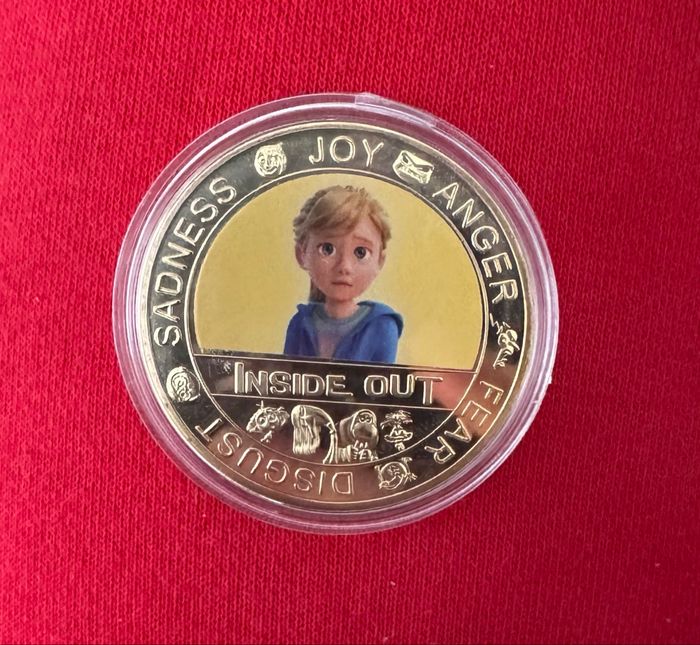 SADNESS
JOY
ANGER
FEAR
DISGUST
INSIDE OUT